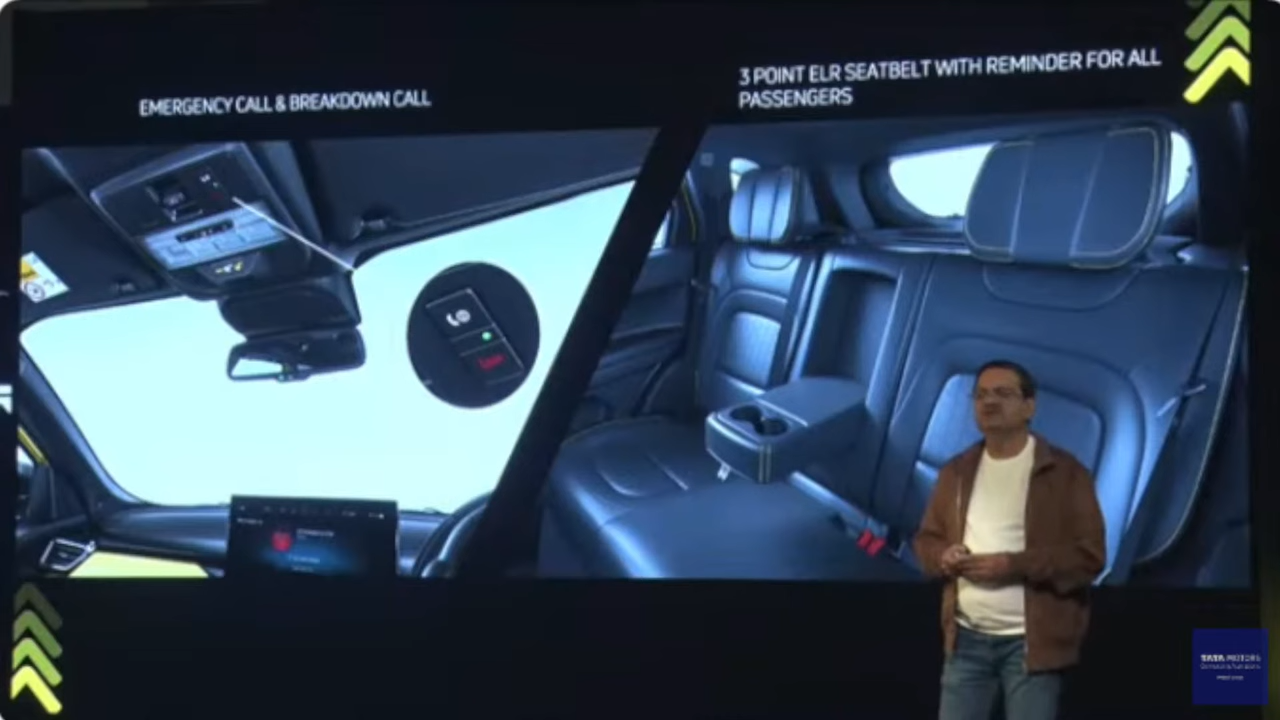 EMERGENCY CALL & BREAKDOWN CALL
3 POINT ELR SEATBELT WITH REMINDER FOR ALL
PASSENGERS
TATA MOTORS